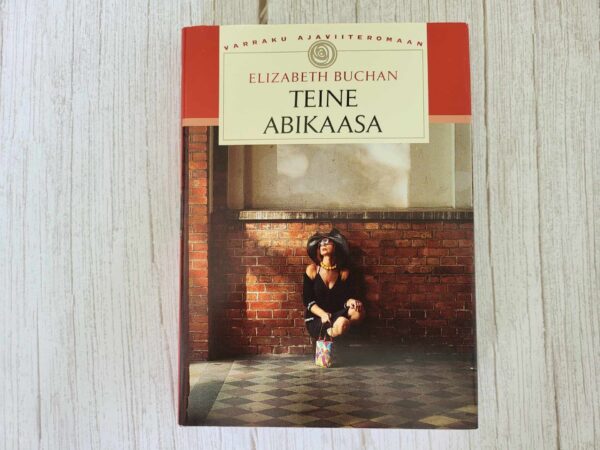 VARRAKU AJAVIITEROMAAN
ELIZABETH BUCHAN
TEINE
ABIKAASA